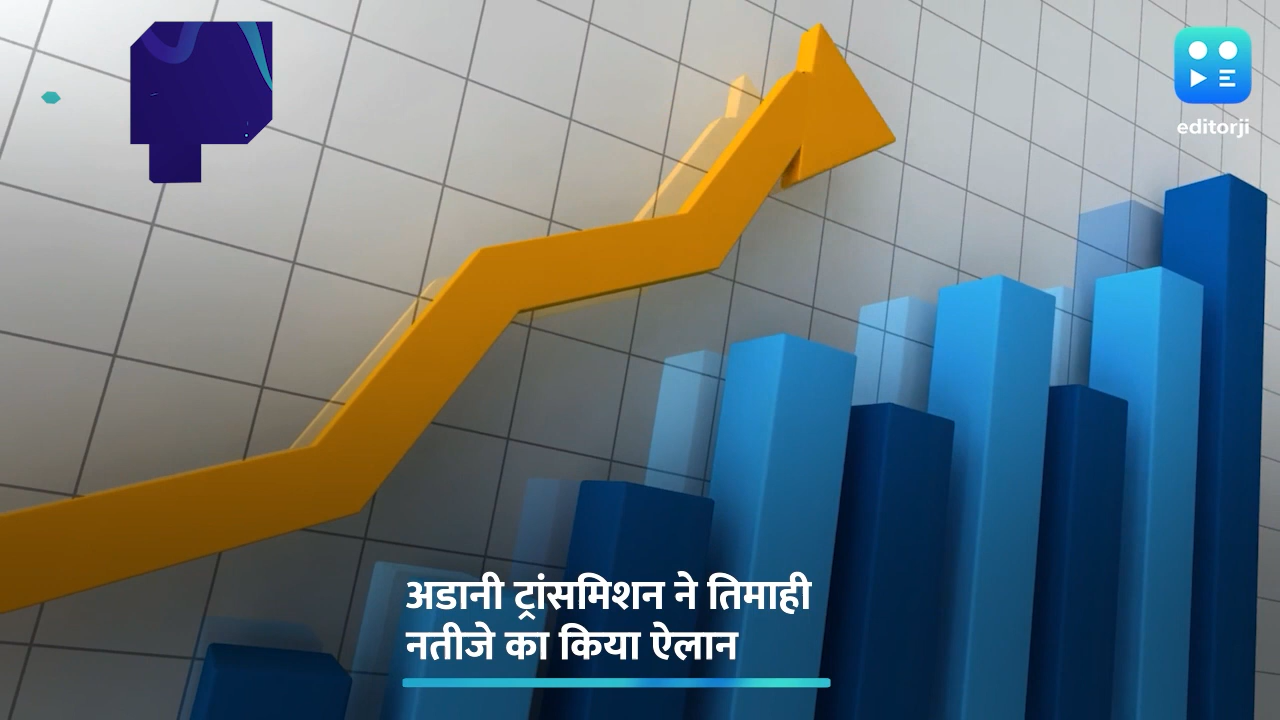 editorji
अडानी ट्रांसमिशन ने तिमाही
नतीजे का किया ऐलान